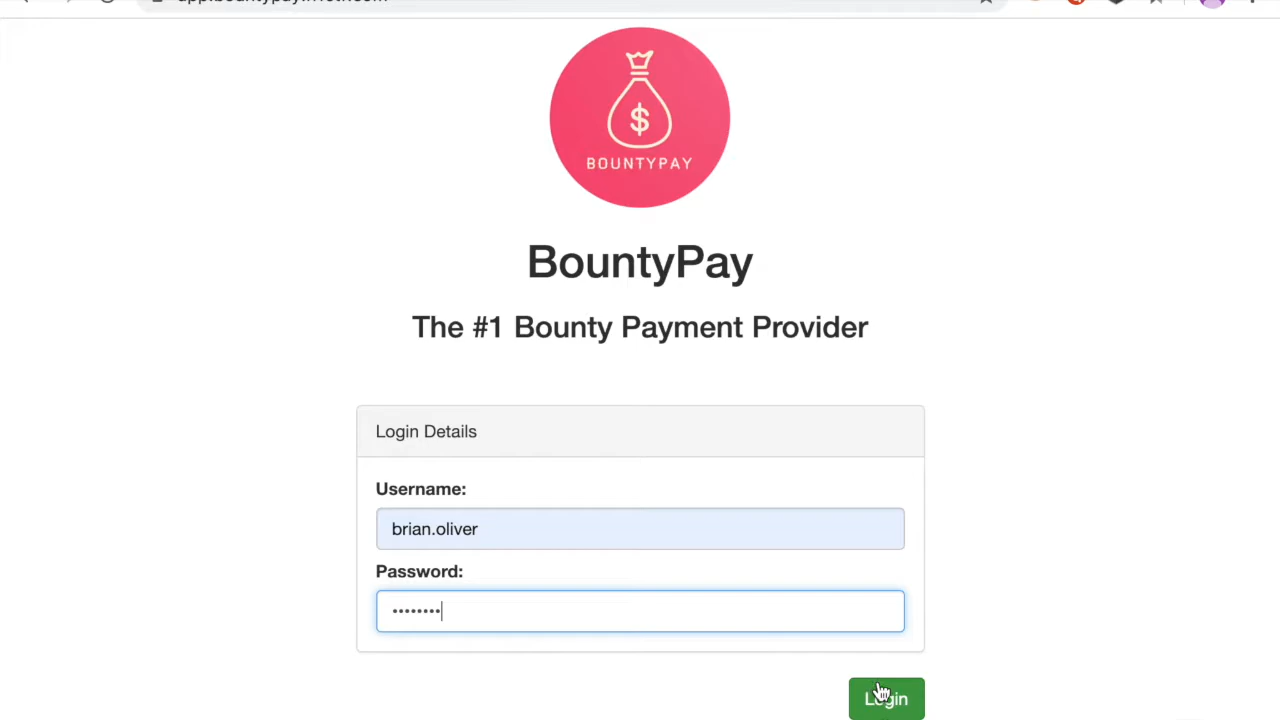 $
BOUNTYPAY
BountyPay
The #1 Bounty Payment Provider
Login Details
Username:
brian.oliver
Password:
••••••••
Login